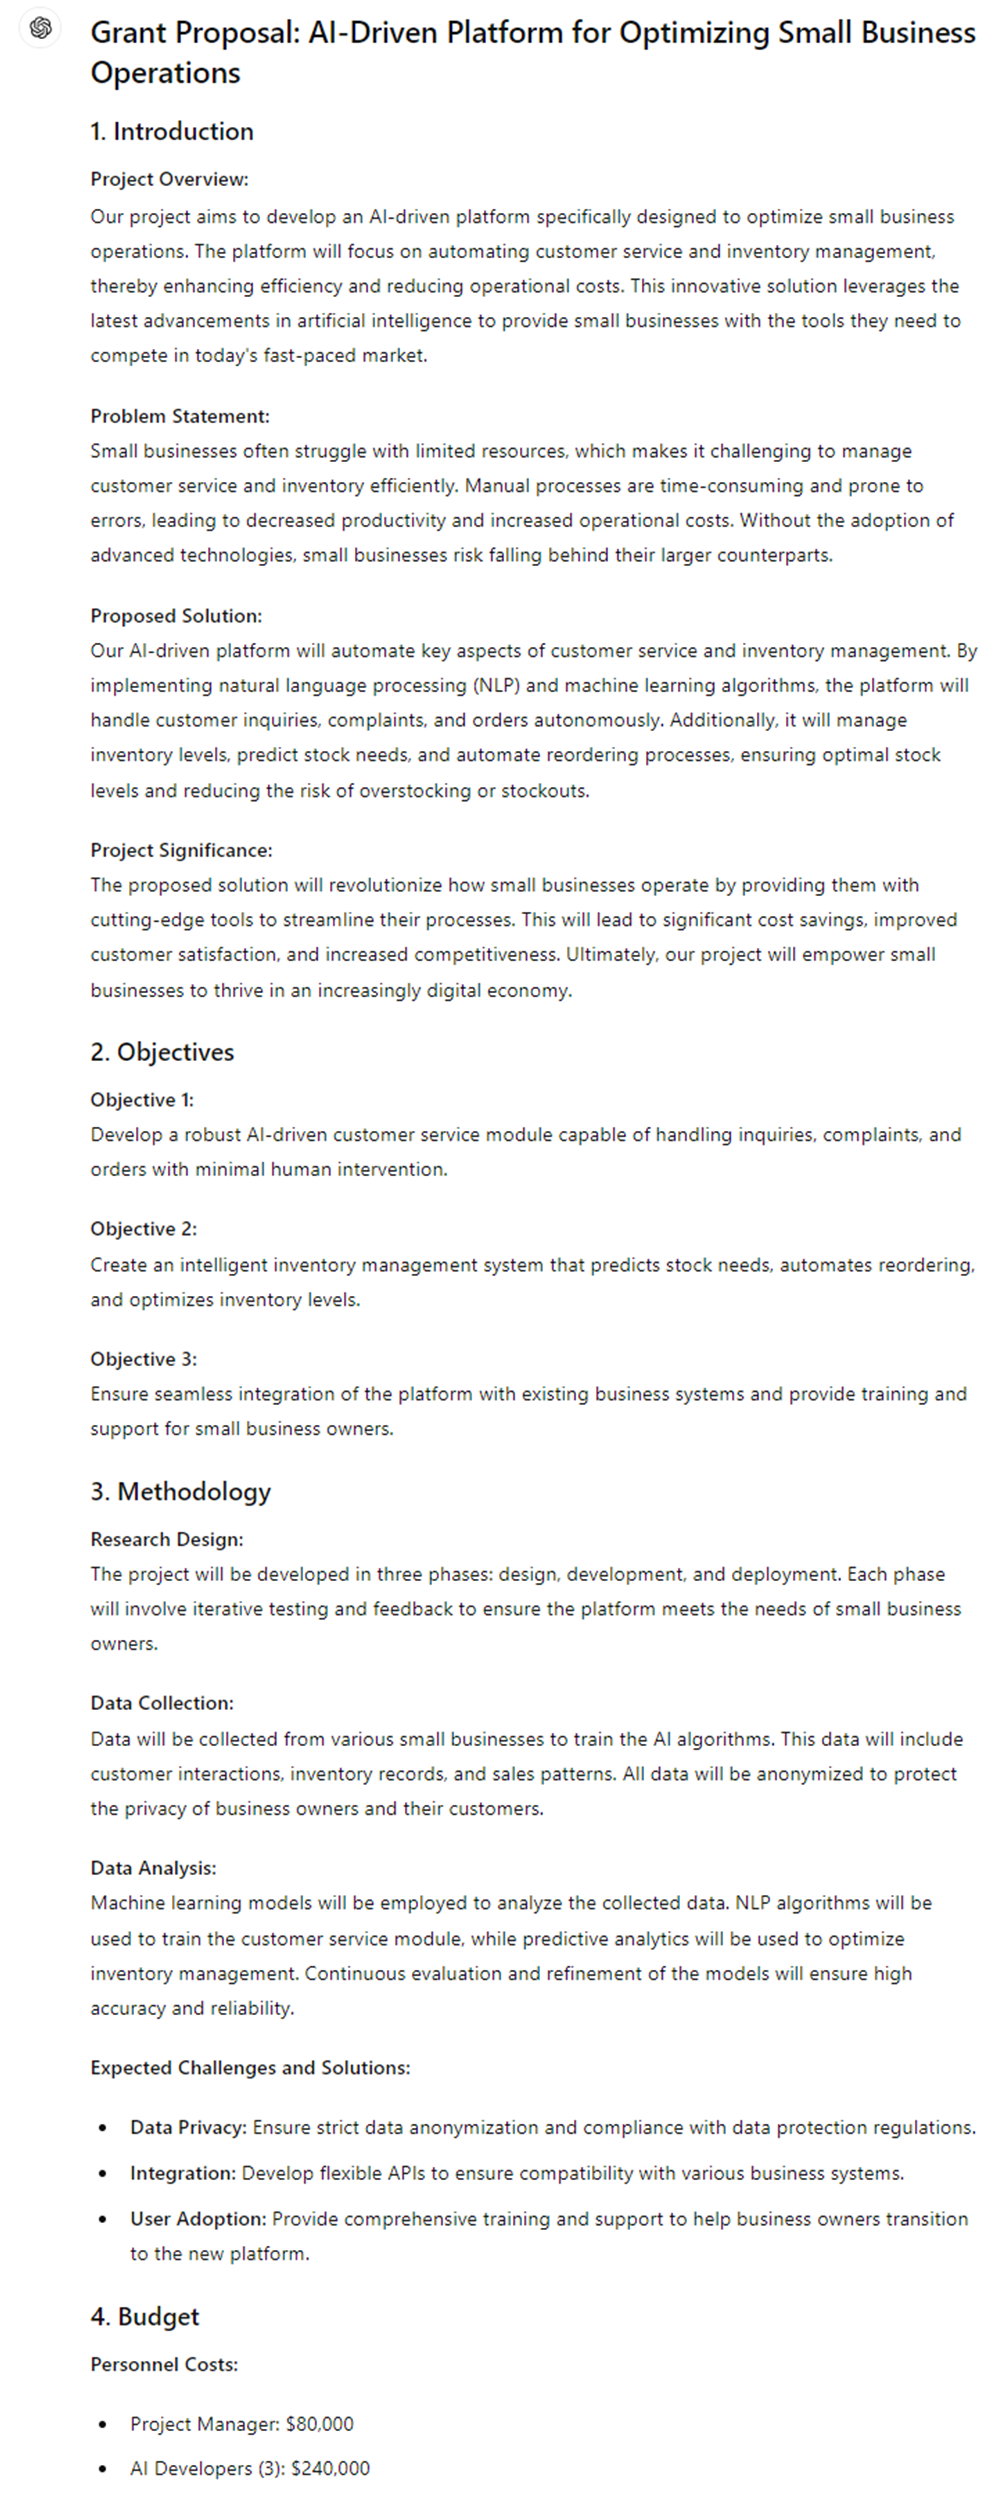 Grant Proposal: AI-Driven Platform for Optimizing Small Business
Operations
1. Introduction
Project Overview:
Our project aims to develop an AI-driven platform specifically designed to optimize small business
operations. The platform will focus on automating customer service and inventory management,
thereby enhancing efficiency and reducing operational costs. This innovative solution leverages the
latest advancements in artificial intelligence to provide small businesses with the tools they need to
compete in today's fast-paced market.
Problem Statement:
Small businesses often struggle with limited resources, which makes it challenging to manage
customer service and inventory efficiently. Manual processes are time-consuming and prone to
errors, leading to decreased productivity and increased operational costs. Without the adoption of
advanced technologies, small businesses risk falling behind their larger counterparts.
Proposed Solution:
Our AI-driven platform will automate key aspects of customer service and inventory management. By
implementing natural language processing (NLP) and machine learning algorithms, the platform will
handle customer inquiries, complaints, and orders autonomously. Additionally, it will manage
inventory levels, predict stock needs, and automate reordering processes, ensuring optimal stock
levels and reducing the risk of overstocking or stockouts.
Project Significance:
The proposed solution will revolutionize how small businesses operate by providing them with
cutting-edge tools to streamline their processes. This will lead to significant cost savings, improved
customer satisfaction, and increased competitiveness. Ultimately, our project will empower small
businesses to thrive in an increasingly digital economy.
2. Objectives
Objective 1:
Develop a robust AI-driven customer service module capable of handling inquiries, complaints, and
orders with minimal human intervention.
Objective 2:
Create an intelligent inventory management system that predicts stock needs, automates reordering,
and optimizes inventory levels.
Objective 3:
Ensure seamless integration of the platform with existing business systems and provide training and
support for small business owners.
3. Methodology
Research Design:
The project will be developed in three phases: design, development, and deployment. Each phase
will involve iterative testing and feedback to ensure the platform meets the needs of small business
owners.
Data Collection:
Data will be collected from various small businesses to train the AI algorithms. This data will include
customer interactions, inventory records, and sales patterns. All data will be anonymized to protect
the privacy of business owners and their customers.
Data Analysis:
Machine learning models will be employed to analyze the collected data. NLP algorithms will be
used to train the customer service module, while predictive analytics will be used to optimize
inventory management. Continuous evaluation and refinement of the models will ensure high
accuracy and reliability.
Expected Challenges and Solutions:
• Data Privacy: Ensure strict data anonymization and compliance with data protection regulations.
• Integration: Develop flexible APIs to ensure compatibility with various business systems.
• User Adoption: Provide comprehensive training and support to help business owners transition
to the new platform.
4. Budget
Personnel Costs:
• Project Manager: $80,000
• AI Developers (3): $240,000